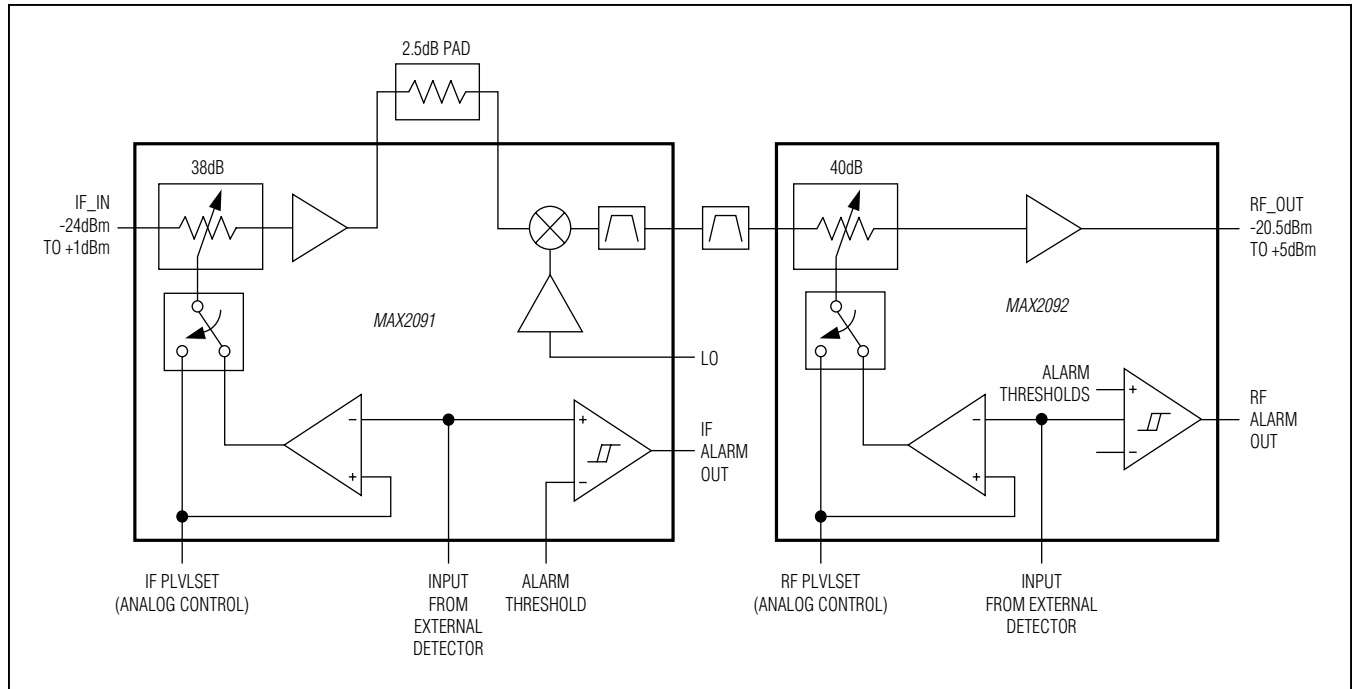 2.5dB PAD
38dB
IF_IN
-24dBm
TO +1dBm
MAX2091
LO
-
+
+
-
IF
ALARM
OUT
IF PLVLSET
(ANALOG CONTROL)
INPUT
FROM
EXTERNAL
DETECTOR
ALARM
THRESHOLD
40dB
RF_OUT
-20.5dBm
TO +5dBm
MAX2092
ALARM
THRESHOLDS
-
+
+
-
RF
ALARM
OUT
RF PLVLSET
(ANALOG CONTROL)
INPUT
FROM EXTERNAL
DETECTOR